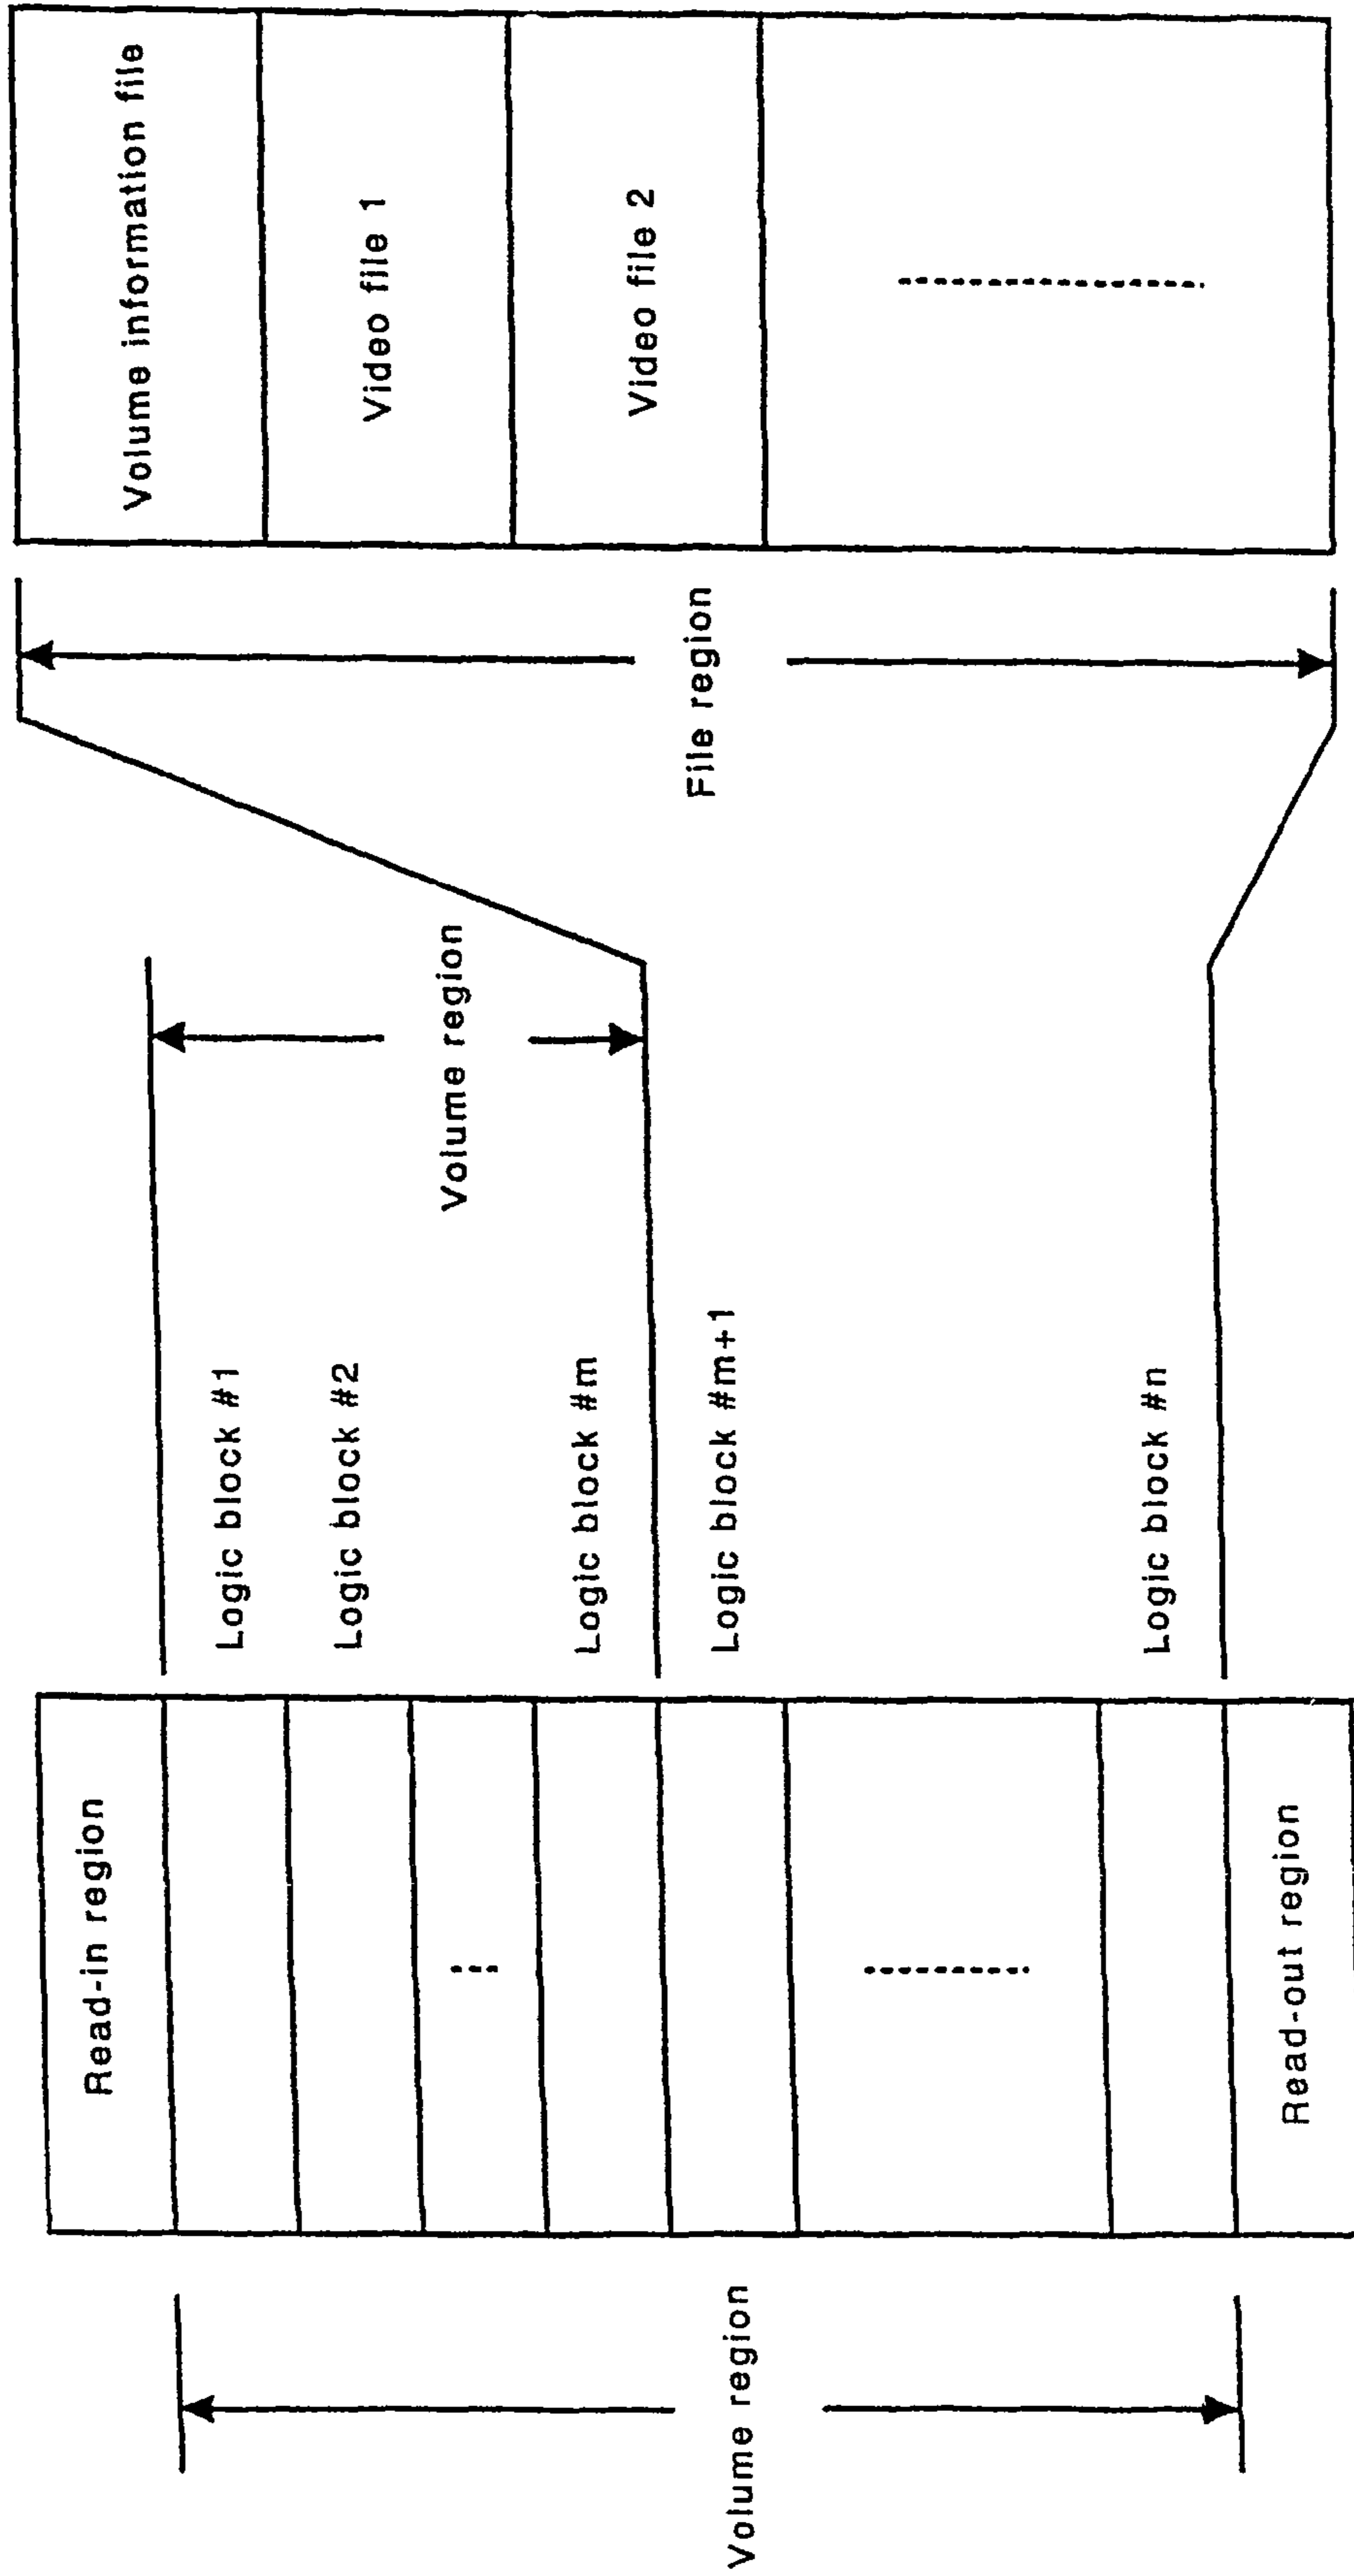 Volume region
Read-in region
Read-out region
Logic block #1
Logic block #2
Logic block #m
Logic block #m+1
Logic block #n
Volume region
File region
Volume information file
Video file 1
Video file 2